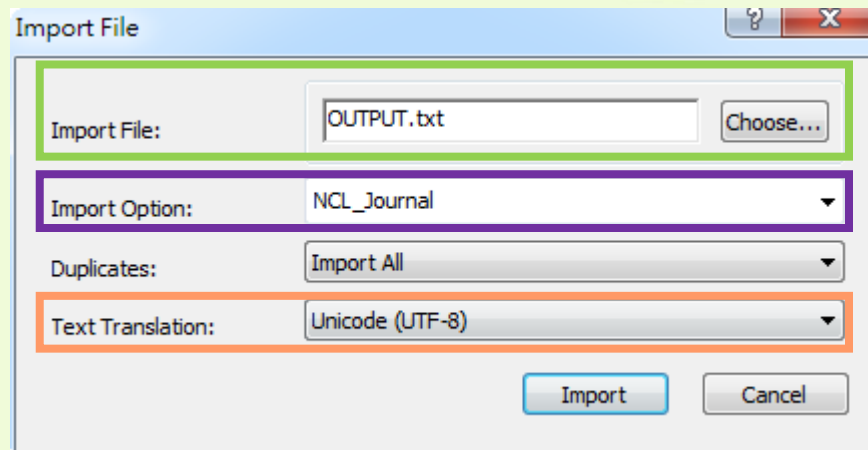 Import File
Import File: OUTPUT.txt Choose...
Import Option: NCL_Journal
Duplicates: Import All
Text Translation: Unicode (UTF-8)
Import Cancel